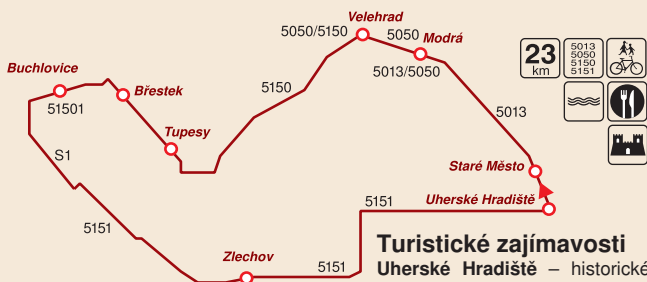 Velehrad
5050/5150
5050
Modrá
5013/5050
23
km
5013
5050
5150
5151
Buchlovice
51501
Břestek
5150
5013
Tupesy
S1
Staré Město
Uherské Hradiště
5151
5151
Zlechov
5151
Turistické zajímavosti
Uherské Hradiště – historické